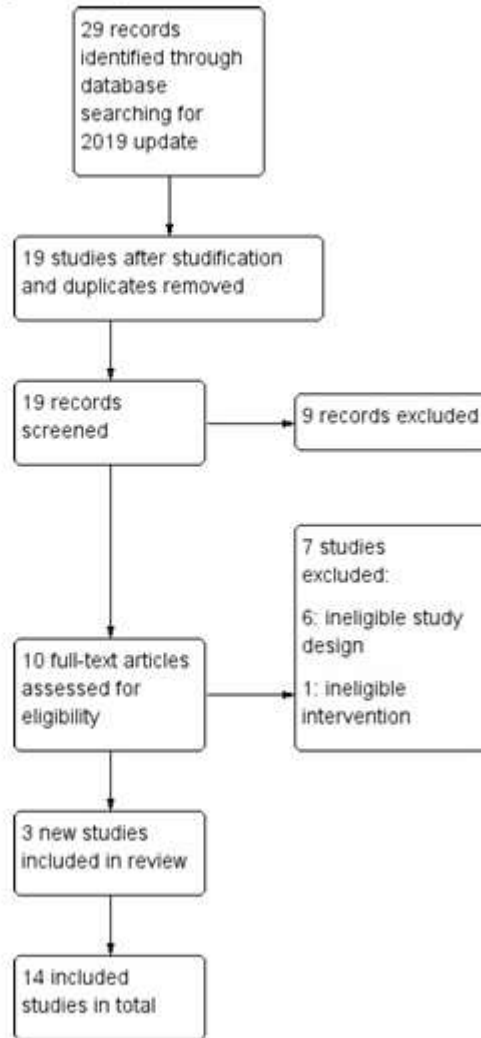 29 records
identified through
database
searching for
2019 update
19 studies after studification
and duplicates removed
19 records
screened
9 records excluded
7 studies
excluded:
6: ineligible study
design
1: ineligible
intervention
10 full-text articles
assessed for
eligibility
3 new studies
included in review
14 included
studies in total